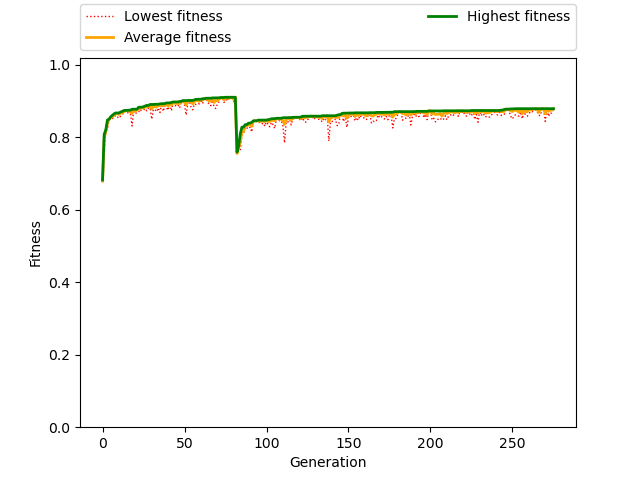 Lowest fitness
Average fitness
Highest fitness
1.0
0.8
0.6
0.4
0.2
0.0
Fitness
0 50 100 150 200 250
Generation